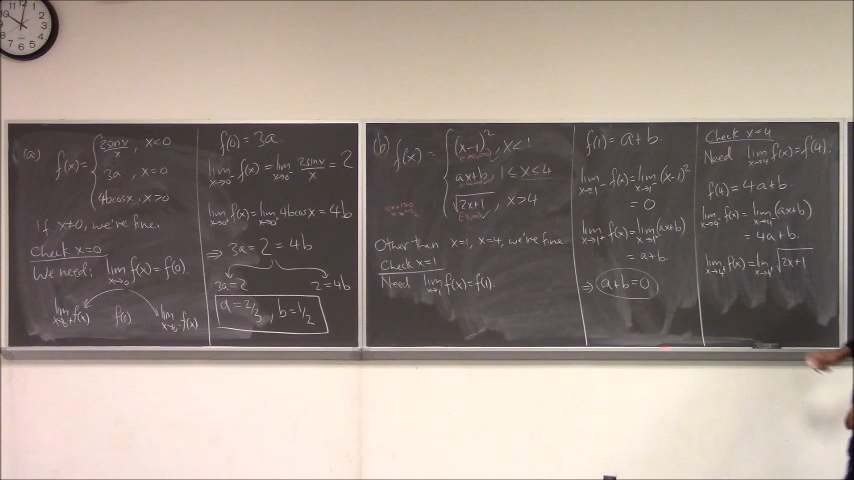 (a) f(x) = { 2sinx/x , x<0
3a , x=0
4bcosx, x>0
If x≠0, we're fine.
Check x=0
We need: lim x→0 f(x) = f(0).
lim x→0+ f(x) f(0) lim x→0- f(x)
f(0) = 3a.
lim x→0- f(x) = lim x→0- 2sinx/x = 2
lim x→0+ f(x) = lim x→0+ 4bcosx = 4b
⇒ 3a = 2 = 4b
3a = 2 2 = 4b
a = 2/3 , b = 1/2
(b) f(x) = { (x-1)² , x<1
ax+b , 1 ≤ x ≤ 4
√2x+1 , x>4
Other than x=1, x=4, we're fine.
Check x=1
Need lim x→1 f(x) = f(1).
f(1) = a+b.
lim x→1- f(x) = lim x→1- (x-1)²
= 0
lim x→1+ f(x) = lim x→1+ (ax+b)
= a+b.
⇒ a+b=0
Check x=4
Need lim x→4 f(x) = f(4).
f(4) = 4a+b.
lim x→4- f(x) = lim x→4- (ax+b)
= 4a+b.
lim x→4+ f(x) = lim x→4+ √2x+1